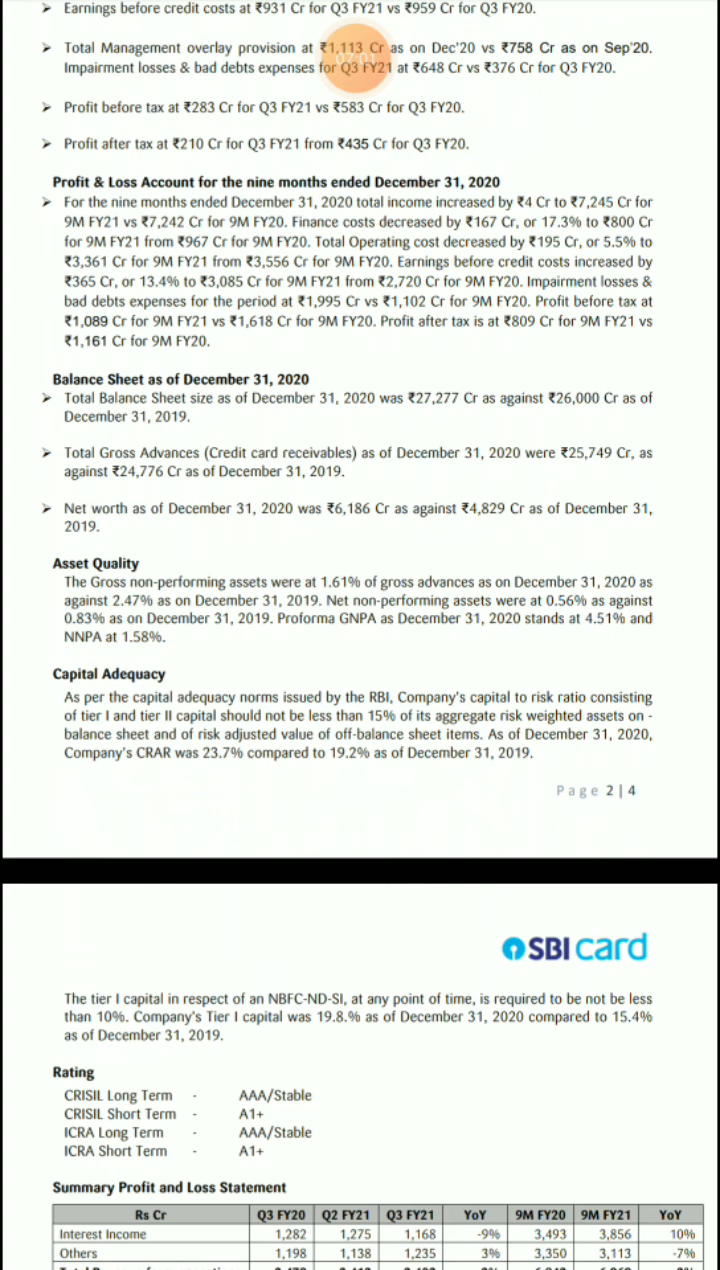 ➤ Earnings before credit costs at ₹931 Cr for Q3 FY21 vs ₹959 Cr for Q3 FY20.
➤ Total Management overlay provision at ₹1,113 Cr as on Dec'20 vs ₹758 Cr as on Sep'20.
07:01
Impairment losses & bad debts expenses for Q3 FY21 at ₹648 Cr vs ₹376 Cr for Q3 FY20.
➤ Profit before tax at ₹283 Cr for Q3 FY21 vs ₹583 Cr for Q3 FY20.
➤ Profit after tax at ₹210 Cr for Q3 FY21 from ₹435 Cr for Q3 FY20.
Profit & Loss Account for the nine months ended December 31, 2020
➤ For the nine months ended December 31, 2020 total income increased by ₹4 Cr to ₹7,245 Cr for
9M FY21 vs ₹7,242 Cr for 9M FY20. Finance costs decreased by ₹167 Cr, or 17.3% to ₹800 Cr
for 9M FY21 from ₹967 Cr for 9M FY20. Total Operating cost decreased by ₹195 Cr, or 5.5% to
₹3,361 Cr for 9M FY21 from ₹3,556 Cr for 9M FY20. Earnings before credit costs increased by
₹365 Cr, or 13.4% to ₹3,085 Cr for 9M FY21 from ₹2,720 Cr for 9M FY20. Impairment losses &
bad debts expenses for the period at ₹1,995 Cr vs ₹1,102 Cr for 9M FY20. Profit before tax at
₹1,089 Cr for 9M FY21 vs ₹1,618 Cr for 9M FY20. Profit after tax is at ₹809 Cr for 9M FY21 vs
₹1,161 Cr for 9M FY20.
Balance Sheet as of December 31, 2020
➤ Total Balance Sheet size as of December 31, 2020 was ₹27,277 Cr as against ₹26,000 Cr as of
December 31, 2019.
➤ Total Gross Advances (Credit card receivables) as of December 31, 2020 were ₹25,749 Cr, as
against ₹24,776 Cr as of December 31, 2019.
➤ Net worth as of December 31, 2020 was ₹6,186 Cr as against ₹4,829 Cr as of December 31,
2019.
Asset Quality
The Gross non-performing assets were at 1.61% of gross advances as on December 31, 2020 as
against 2.47% as on December 31, 2019. Net non-performing assets were at 0.56% as against
0.83% as on December 31, 2019. Proforma GNPA as December 31, 2020 stands at 4.51% and
NNPA at 1.58%.
Capital Adequacy
As per the capital adequacy norms issued by the RBI, Company's capital to risk ratio consisting
of tier I and tier II capital should not be less than 15% of its aggregate risk weighted assets on -
balance sheet and of risk adjusted value of off-balance sheet items. As of December 31, 2020,
Company's CRAR was 23.7% compared to 19.2% as of December 31, 2019.
Page 2 | 4
SBI card
The tier I capital in respect of an NBFC-ND-SI, at any point of time, is required to be not be less
than 10%. Company's Tier I capital was 19.8.% as of December 31, 2020 compared to 15.4%
as of December 31, 2019.
Rating
CRISIL Long Term - AAA/Stable
CRISIL Short Term - A1+
ICRA Long Term - AAA/Stable
ICRA Short Term - A1+
Summary Profit and Loss Statement
Rs Cr Q3 FY20 Q2 FY21 Q3 FY21 YoY 9M FY20 9M FY21 YoY
Interest Income 1,282 1,275 1,168 -9% 3,493 3,856 10%
Others 1,198 1,138 1,235 3% 3,350 3,113 -7%